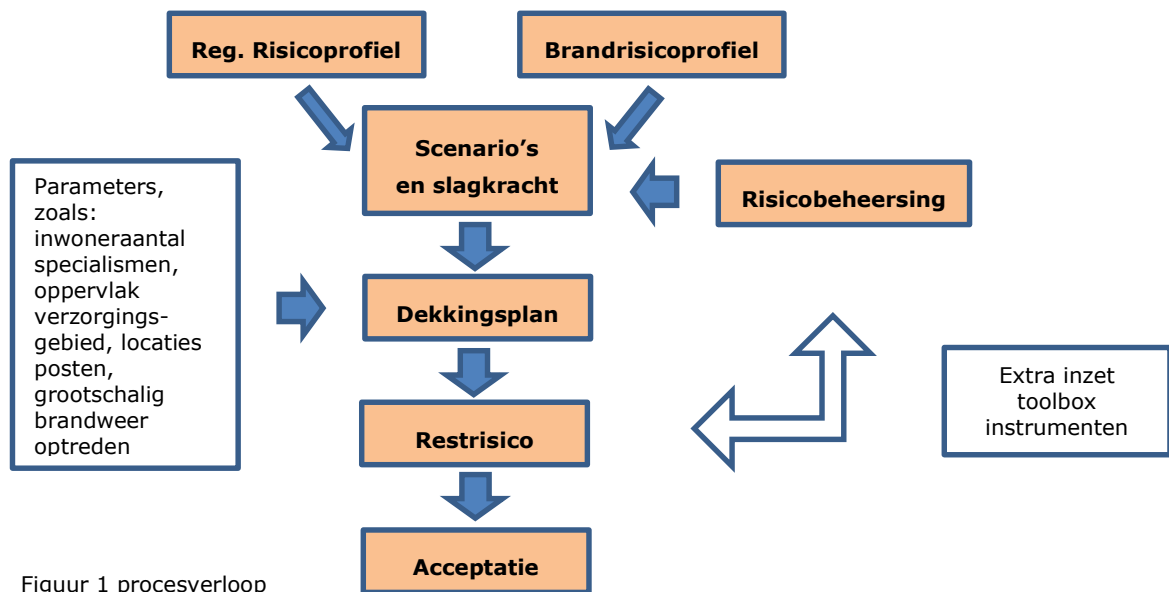 Reg. Risicoprofiel
Brandrisicoprofiel
Scenario's
en slagkracht
Risicobeheersing
Parameters,
zoals:
inwoneraantal
specialismen,
oppervlak
verzorgings-
gebied, locaties
posten,
grootschalig
brandweer
optreden
Dekkingsplan
Restrisico
Extra inzet
toolbox
instrumenten
Acceptatie
Figuur 1 procesverloop